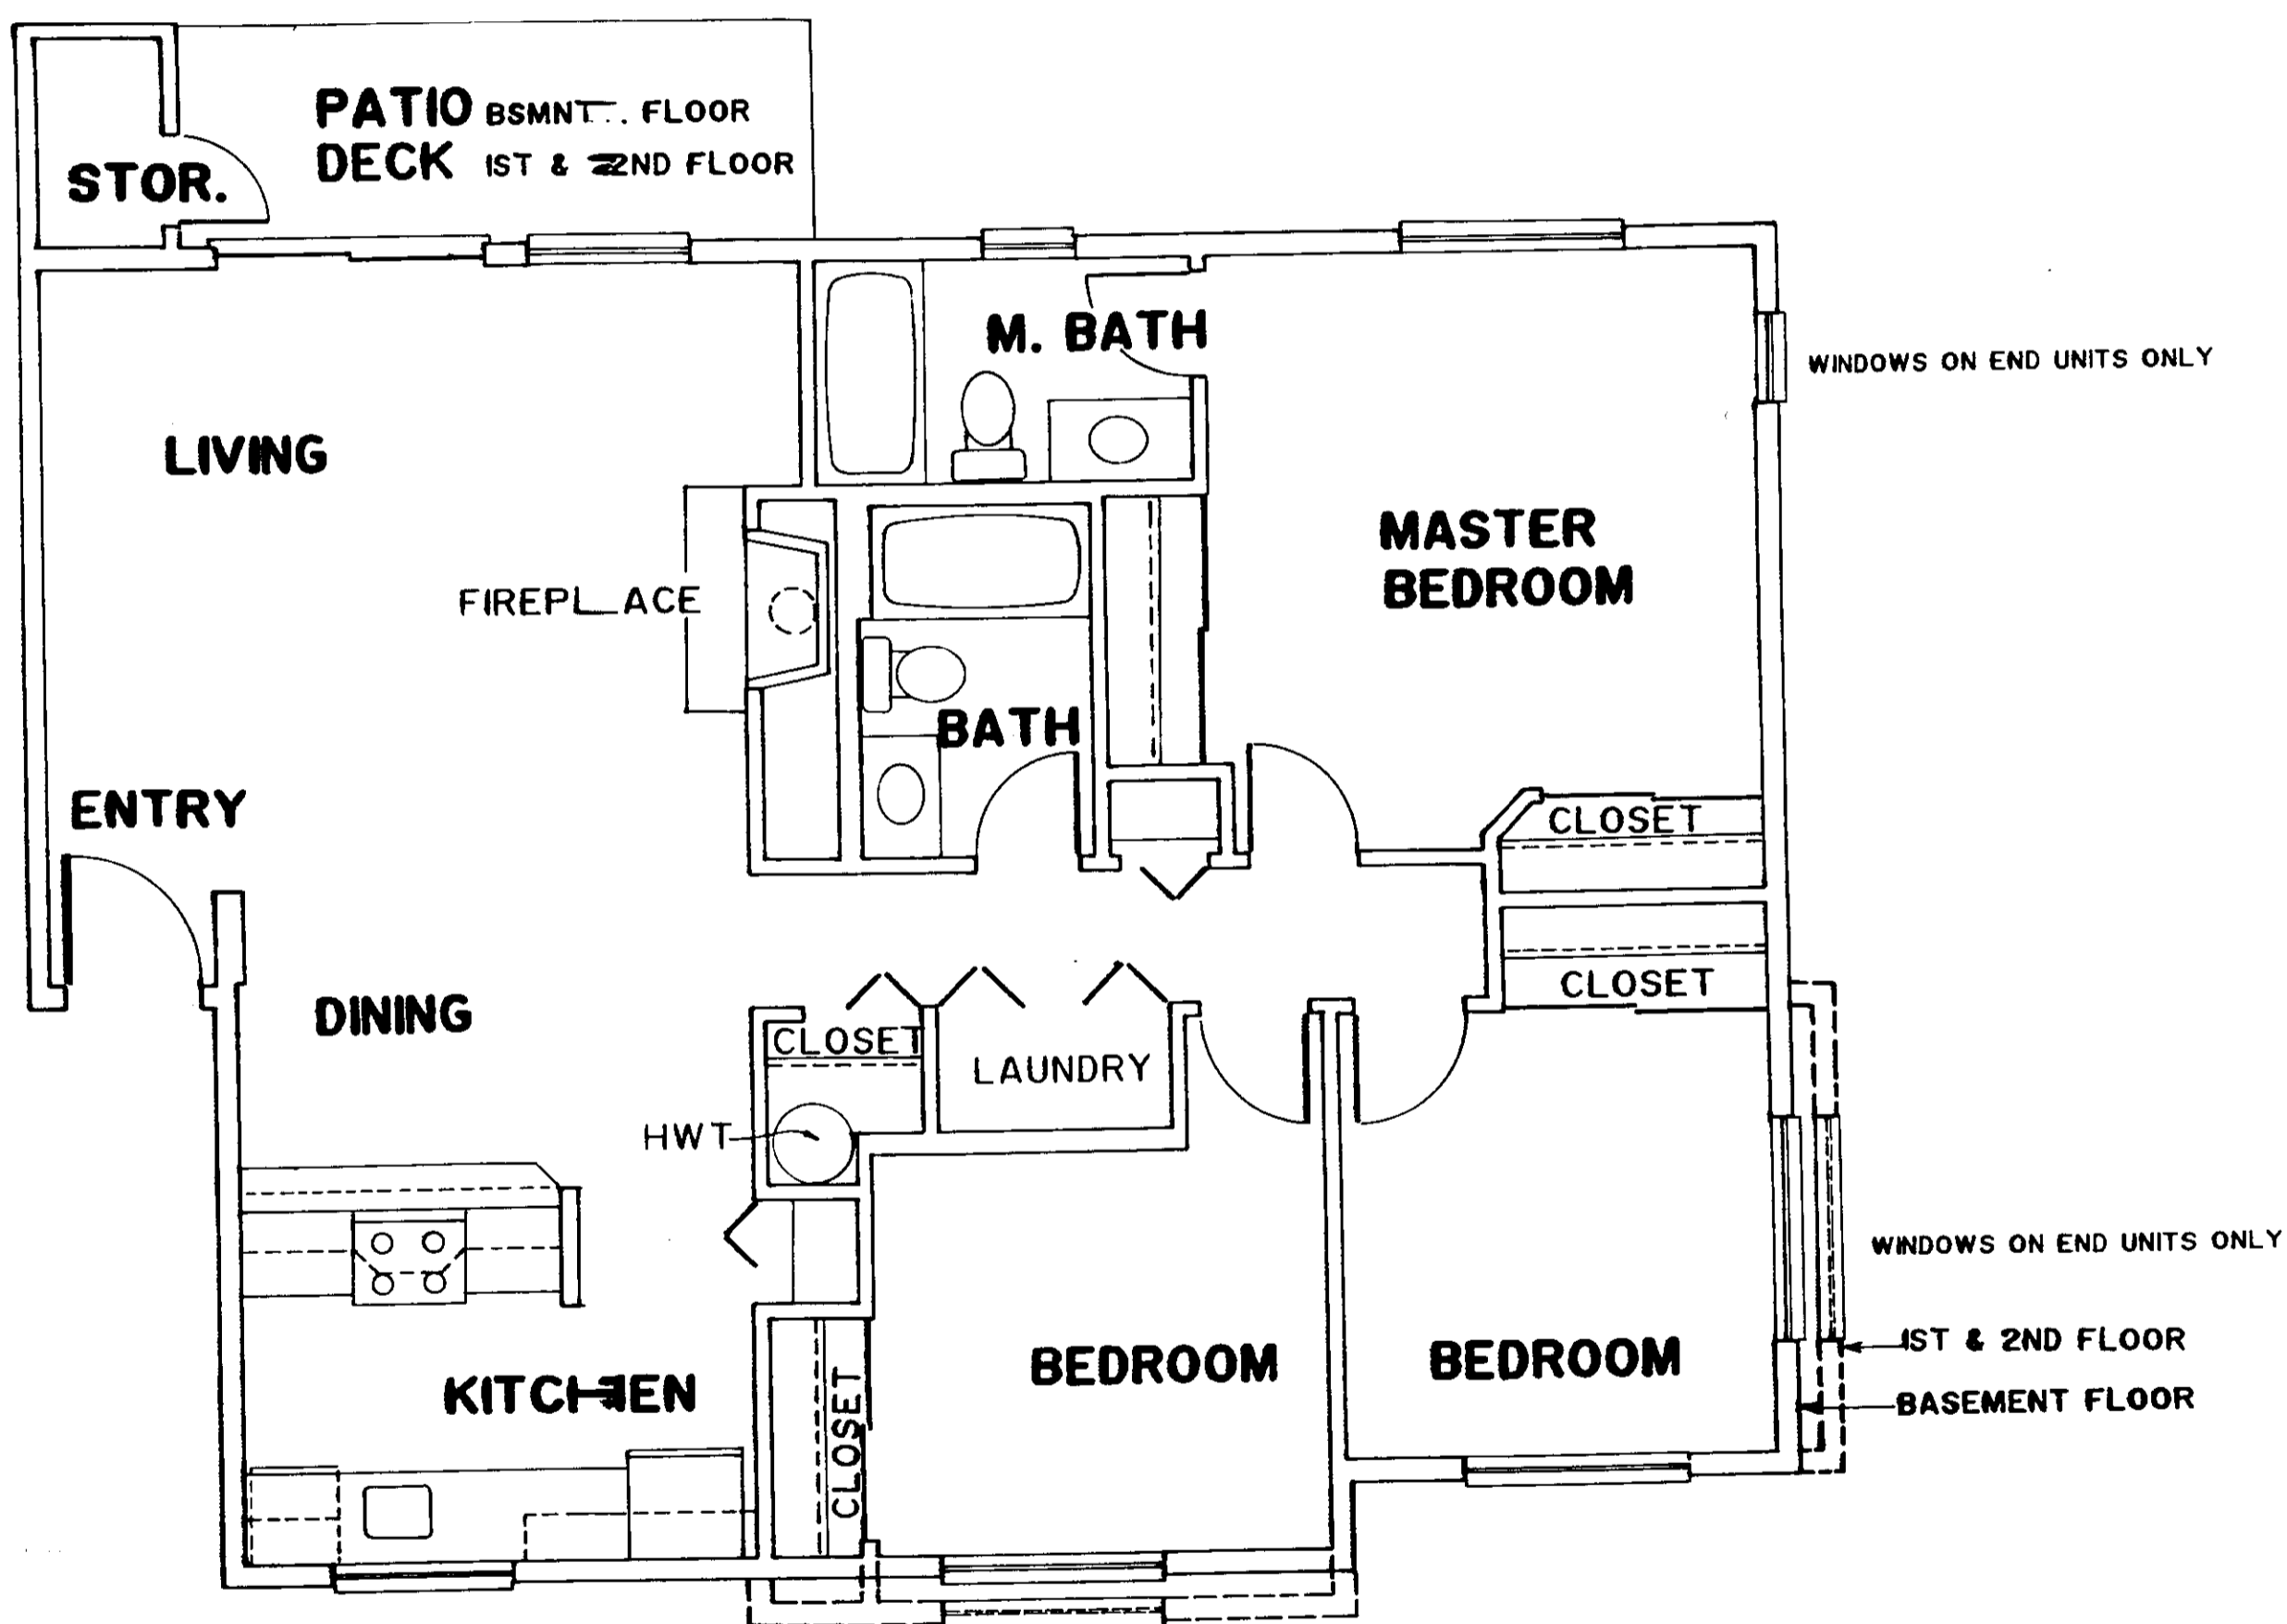 PATIO BSMNT. FLOOR
DECK 1ST & 2ND FLOOR
STOR.
M. BATH
WINDOWS ON END UNITS ONLY
LIVING
MASTER
BEDROOM
FIREPLACE
BATH
ENTRY
CLOSET
CLOSET
DINING
CLOSET
LAUNDRY
HWT
WINDOWS ON END UNITS ONLY
1ST & 2ND FLOOR
BEDROOM
BEDROOM
KITCHEN
CLOSET
BASEMENT FLOOR